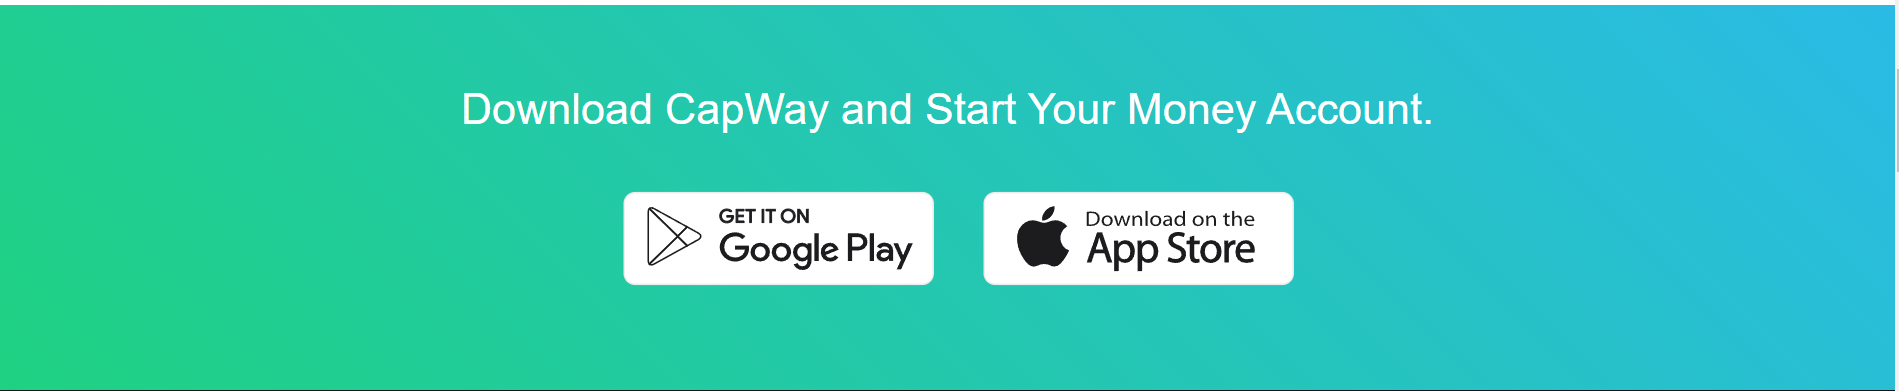 Download CapWay and Start Your Money Account.
GET IT ON
Google Play
Download on the
App Store